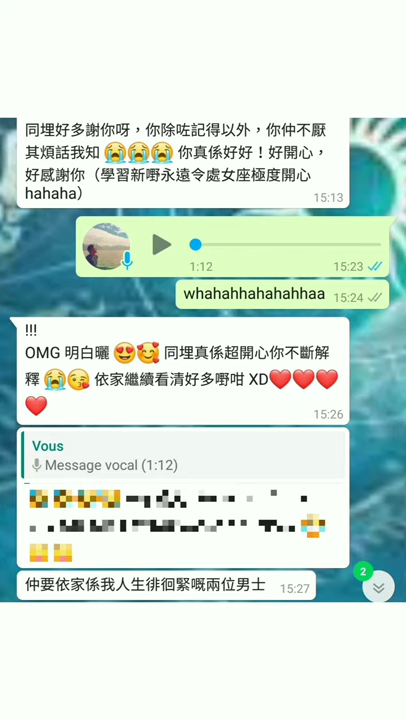 同埋好多謝你呀，你除咗記得以外，你仲不厭
其煩話我知 😭😭😭 你真係好好！好開心，
好感謝你（學習新嘢永遠令處女座極度開心
hahaha）
15:13
1:12
15:23
whahahhahahahhaa 15:24
!!!
OMG 明白曬 😍🥰 同埋真係超開心你不斷解
釋 😭😘 依家繼續看清好多嘢咁 XD❤️❤️❤️
❤️
15:26
Vous
Message vocal (1:12)
仲要依家係我人生徘徊緊嘅兩位男士 15:27
2